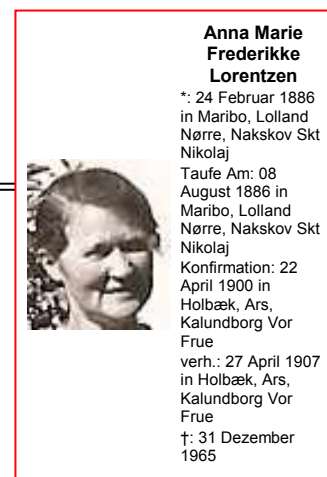 Anna Marie
Frederikke
Lorentzen
*: 24 Februar 1886
in Maribo, Lolland
Nørre, Nakskov Skt
Nikolaj
Taufe Am: 08
August 1886 in
Maribo, Lolland
Nørre, Nakskov Skt
Nikolaj
Konfirmation: 22
April 1900 in
Holbæk, Ars,
Kalundborg Vor
Frue
verh.: 27 April 1907
in Holbæk, Ars,
Kalundborg Vor
Frue
†: 31 Dezember
1965